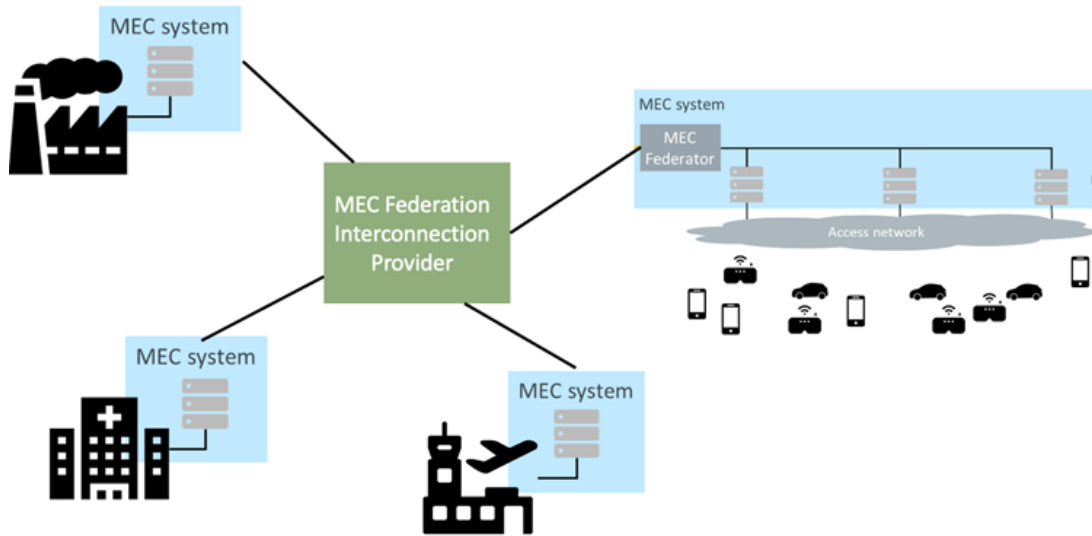 MEC system
MEC system
MEC
Federator
MEC Federation
Interconnection
Provider
Access network
MEC system
MEC system